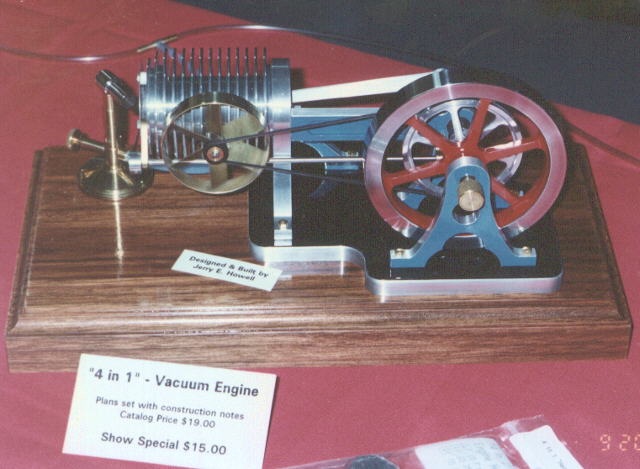 Designed & Built by
Jerry E. Howell
"4 in 1" - Vacuum Engine
Plans set with construction notes
Catalog Price $19.00
Show Special $15.00
9 20